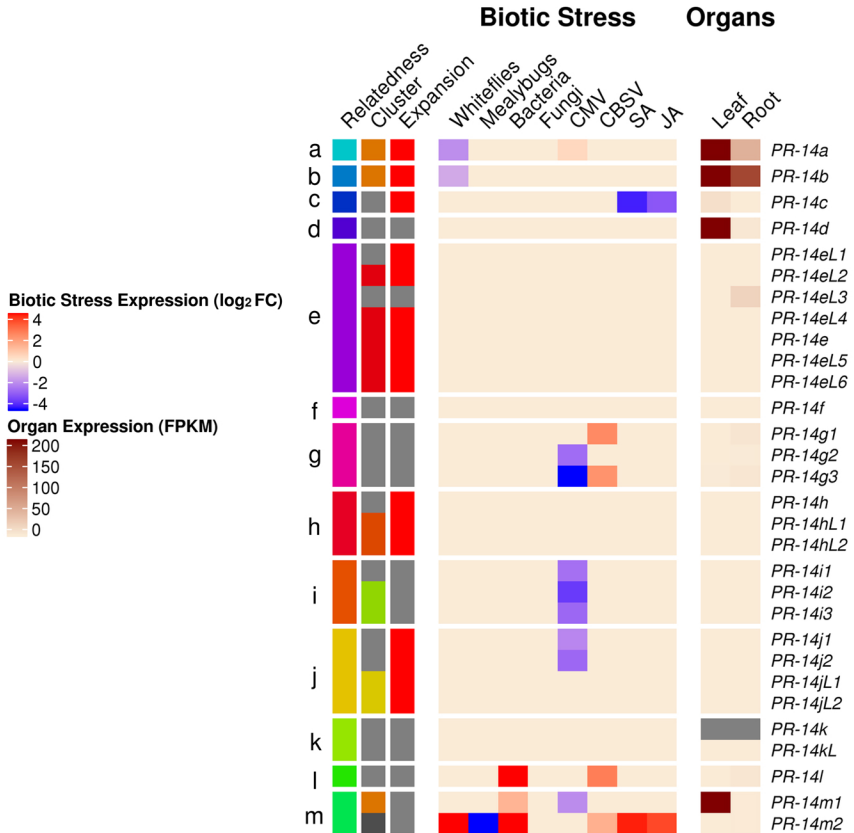 Biotic Stress Organs
Relatedness Cluster Expansion Whiteflies Mealybugs Bacteria Fungi CMV CBSV SA JA Leaf Root
a PR-14a
b PR-14b
c PR-14c
d PR-14d
PR-14eL1
PR-14eL2
PR-14eL3
e PR-14eL4
PR-14e
PR-14eL5
PR-14eL6
f PR-14f
PR-14g1
g PR-14g2
PR-14g3
PR-14h
h PR-14hL1
PR-14hL2
PR-14i1
i PR-14i2
PR-14i3
PR-14j1
PR-14j2
j PR-14jL1
PR-14jL2
PR-14k
k PR-14kL
l PR-14l
PR-14m1
m PR-14m2
Biotic Stress Expression (log2 FC)
4
2
0
-2
-4
Organ Expression (FPKM)
200
150
100
50
0